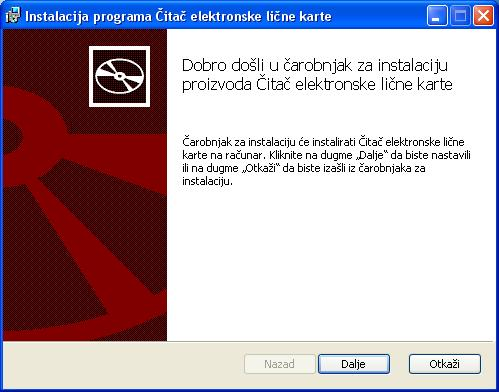 Instalacija programa Čitač elektronske lične karte
Dobro došli u čarobnjak za instalaciju
proizvoda Čitač elektronske lične karte
Čarobnjak za instalaciju će instalirati Čitač elektronske lične
karte na računar. Kliknite na dugme „Dalje“ da biste nastavili
ili na dugme „Otkaži“ da biste izašli iz čarobnjaka za
instalaciju.
Nazad
Dalje
Otkaži